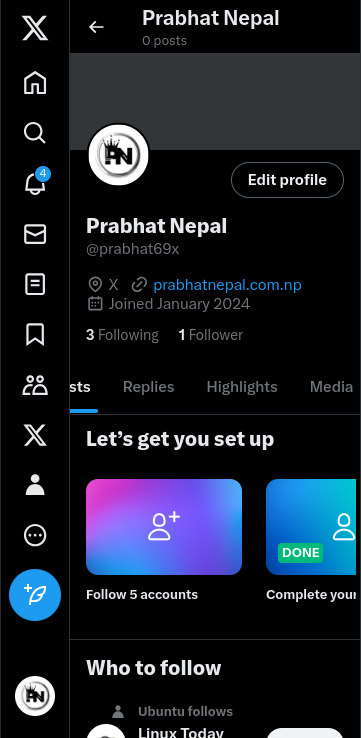 Prabhat Nepal
0 posts
4
PN
Edit profile
Prabhat Nepal
@prabhat69x
X prabhatnepal.com.np
Joined January 2024
3 Following 1 Follower
sts Replies Highlights Media
Let's get you set up
DONE
Follow 5 accounts
Complete your
Who to follow
Ubuntu follows
Linux Today
PN